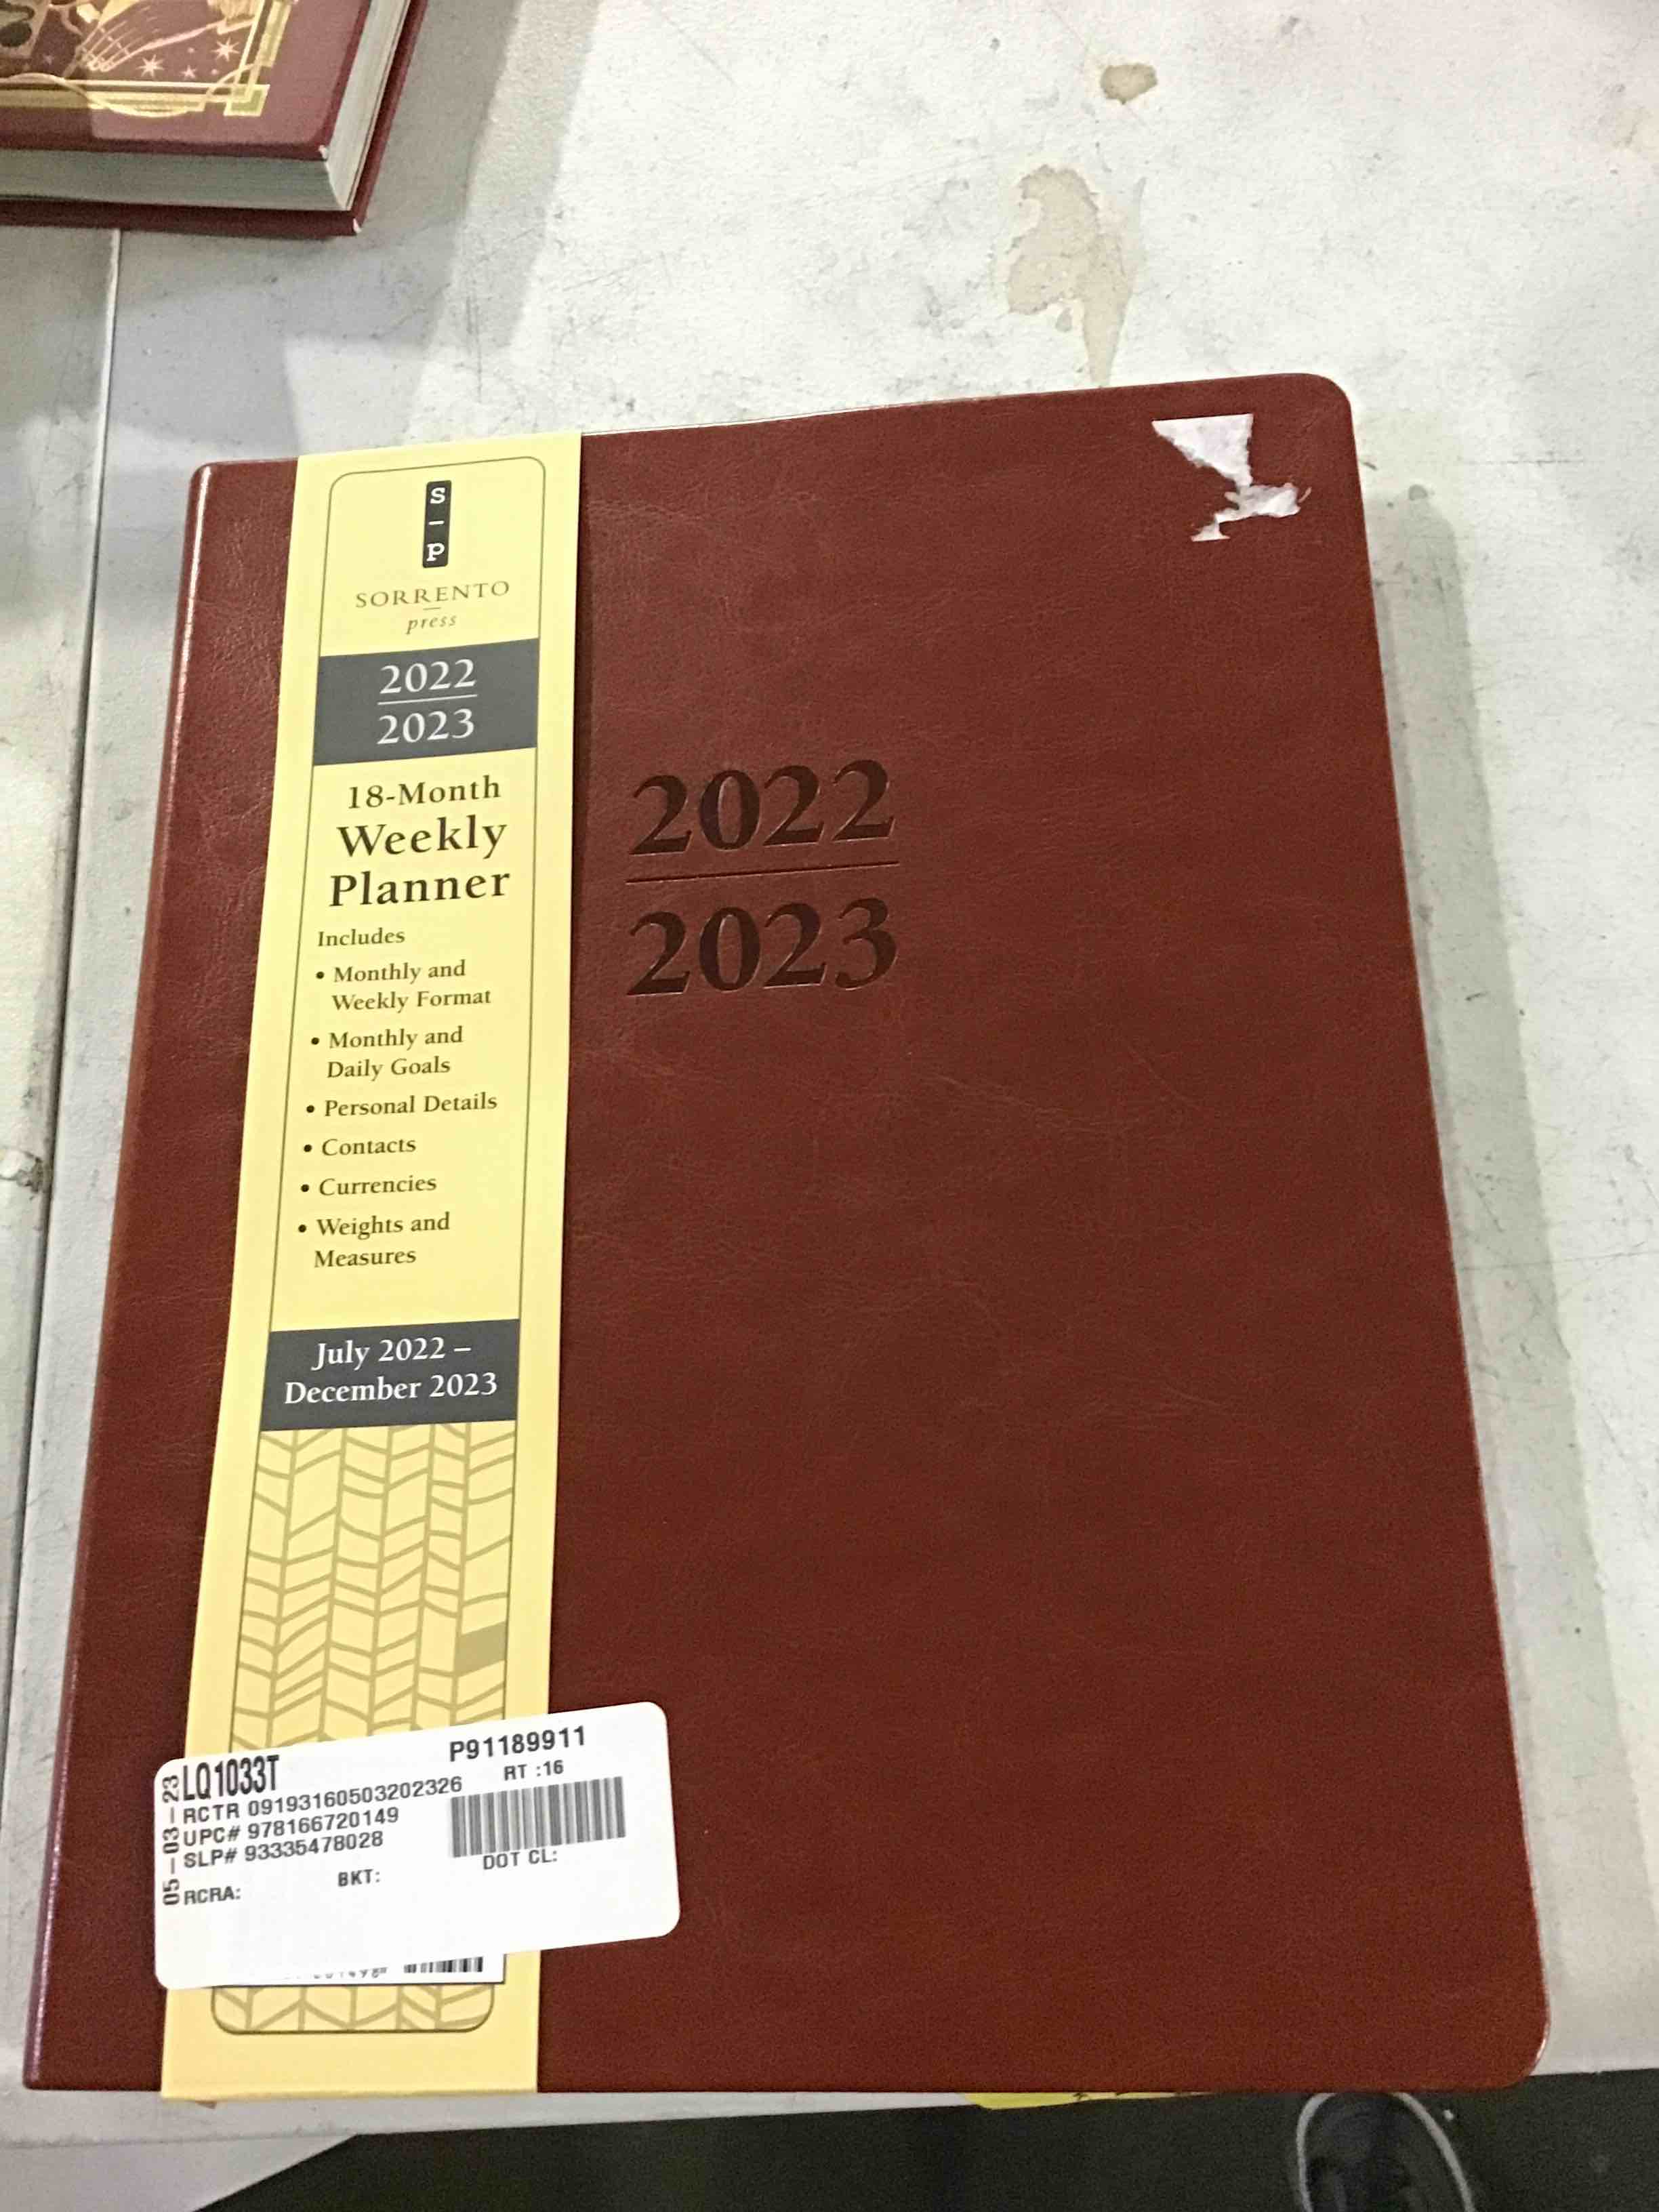 S
P
SORRENTO
press
2022
2023
18-Month
Weekly
Planner
Includes
• Monthly and
Weekly Format
• Monthly and
Daily Goals
• Personal Details
• Contacts
• Currencies
• Weights and
Measures
July 2022 –
December 2023
2022
2023
LQ1033T
P91189911
RCTR 09193160503202326
RT :16
UPC# 978166720149
SLP# 93335478028
DOT CL:
BKT:
RCRA:
05-03-23